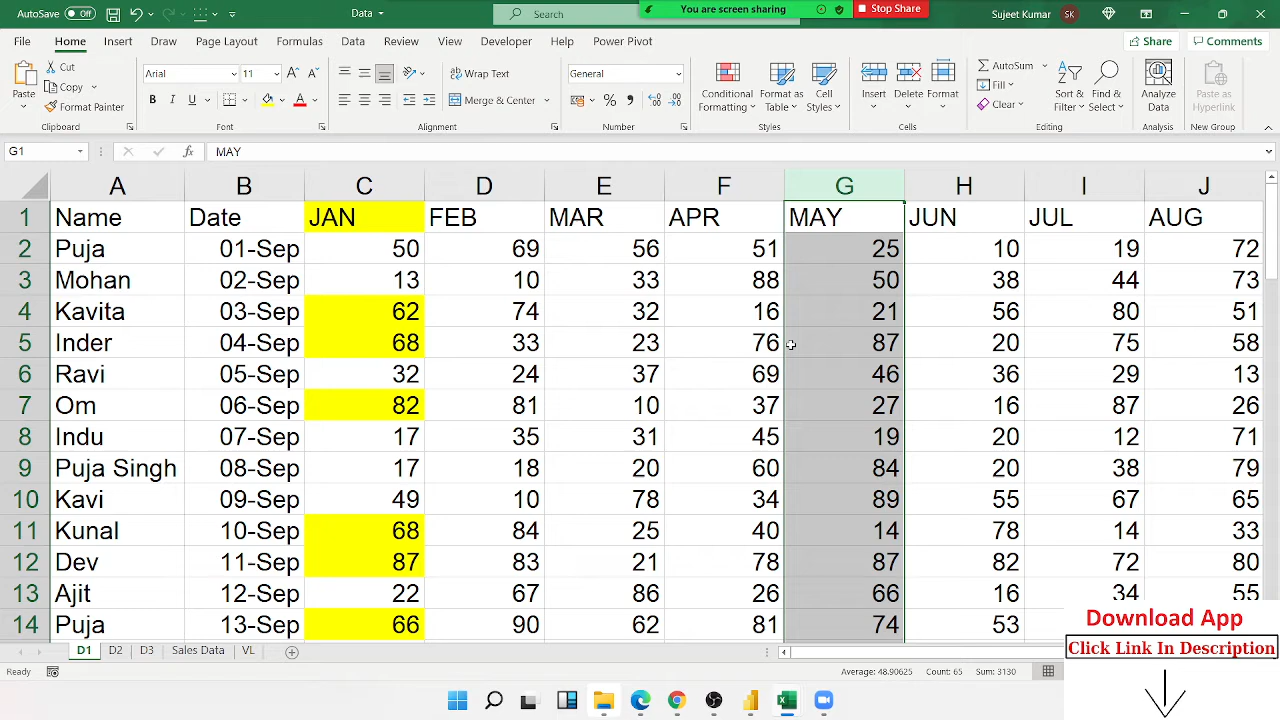 AutoSave Off Data Search You are screen sharing Stop Share Sujeet Kumar SK
File Home Insert Draw Page Layout Formulas Data Review View Developer Help Power Pivot Share Comments
Paste Cut Copy Format Painter Clipboard
Arial 11 B I U A Font
Wrap Text Merge & Center Alignment
General % Number
Conditional Formatting Format as Table Cell Styles Styles
Insert Delete Format Cells
AutoSum Fill Clear Sort & Filter Find & Select Editing
Analyze Data Analysis
Paste as Hyperlink New Group
G1 fx MAY
A B C D E F G H I J
1 Name Date JAN FEB MAR APR MAY JUN JUL AUG
2 Puja 01-Sep 50 69 56 51 25 10 19 72
3 Mohan 02-Sep 13 10 33 88 50 38 44 73
4 Kavita 03-Sep 62 74 32 16 21 56 80 51
5 Inder 04-Sep 68 33 23 76 87 20 75 58
6 Ravi 05-Sep 32 24 37 69 46 36 29 13
7 Om 06-Sep 82 81 10 37 27 16 87 26
8 Indu 07-Sep 17 35 31 45 19 20 12 71
9 Puja Singh 08-Sep 17 18 20 60 84 20 38 79
10 Kavi 09-Sep 49 10 78 34 89 55 67 65
11 Kunal 10-Sep 68 84 25 40 14 78 14 33
12 Dev 11-Sep 87 83 21 78 87 82 72 80
13 Ajit 12-Sep 22 67 86 26 66 16 34 55
14 Puja 13-Sep 66 90 62 81 74 53
Download App
Click Link In Description
D1 D2 D3 Sales Data VL
Ready Average: 48.90625 Count: 65 Sum: 3130